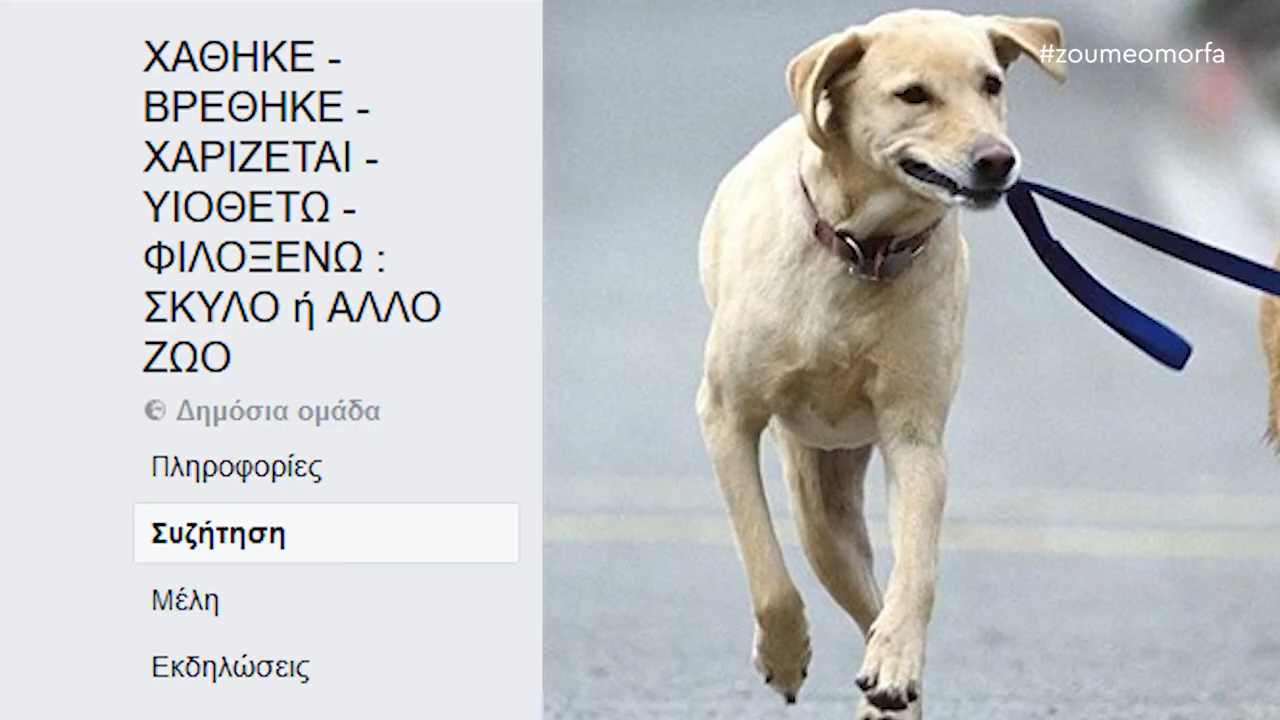 ΧΑΘΗΚΕ -
ΒΡΕΘΗΚΕ -
ΧΑΡΙΖΕΤΑΙ -
ΥΙΟΘΕΤΩ -
ΦΙΛΟΞΕΝΩ :
ΣΚΥΛΟ ή ΑΛΛΟ
ΖΩΟ
Δημόσια ομάδα
Πληροφορίες
Συζήτηση
Μέλη
Εκδηλώσεις
#zoumeomorfa